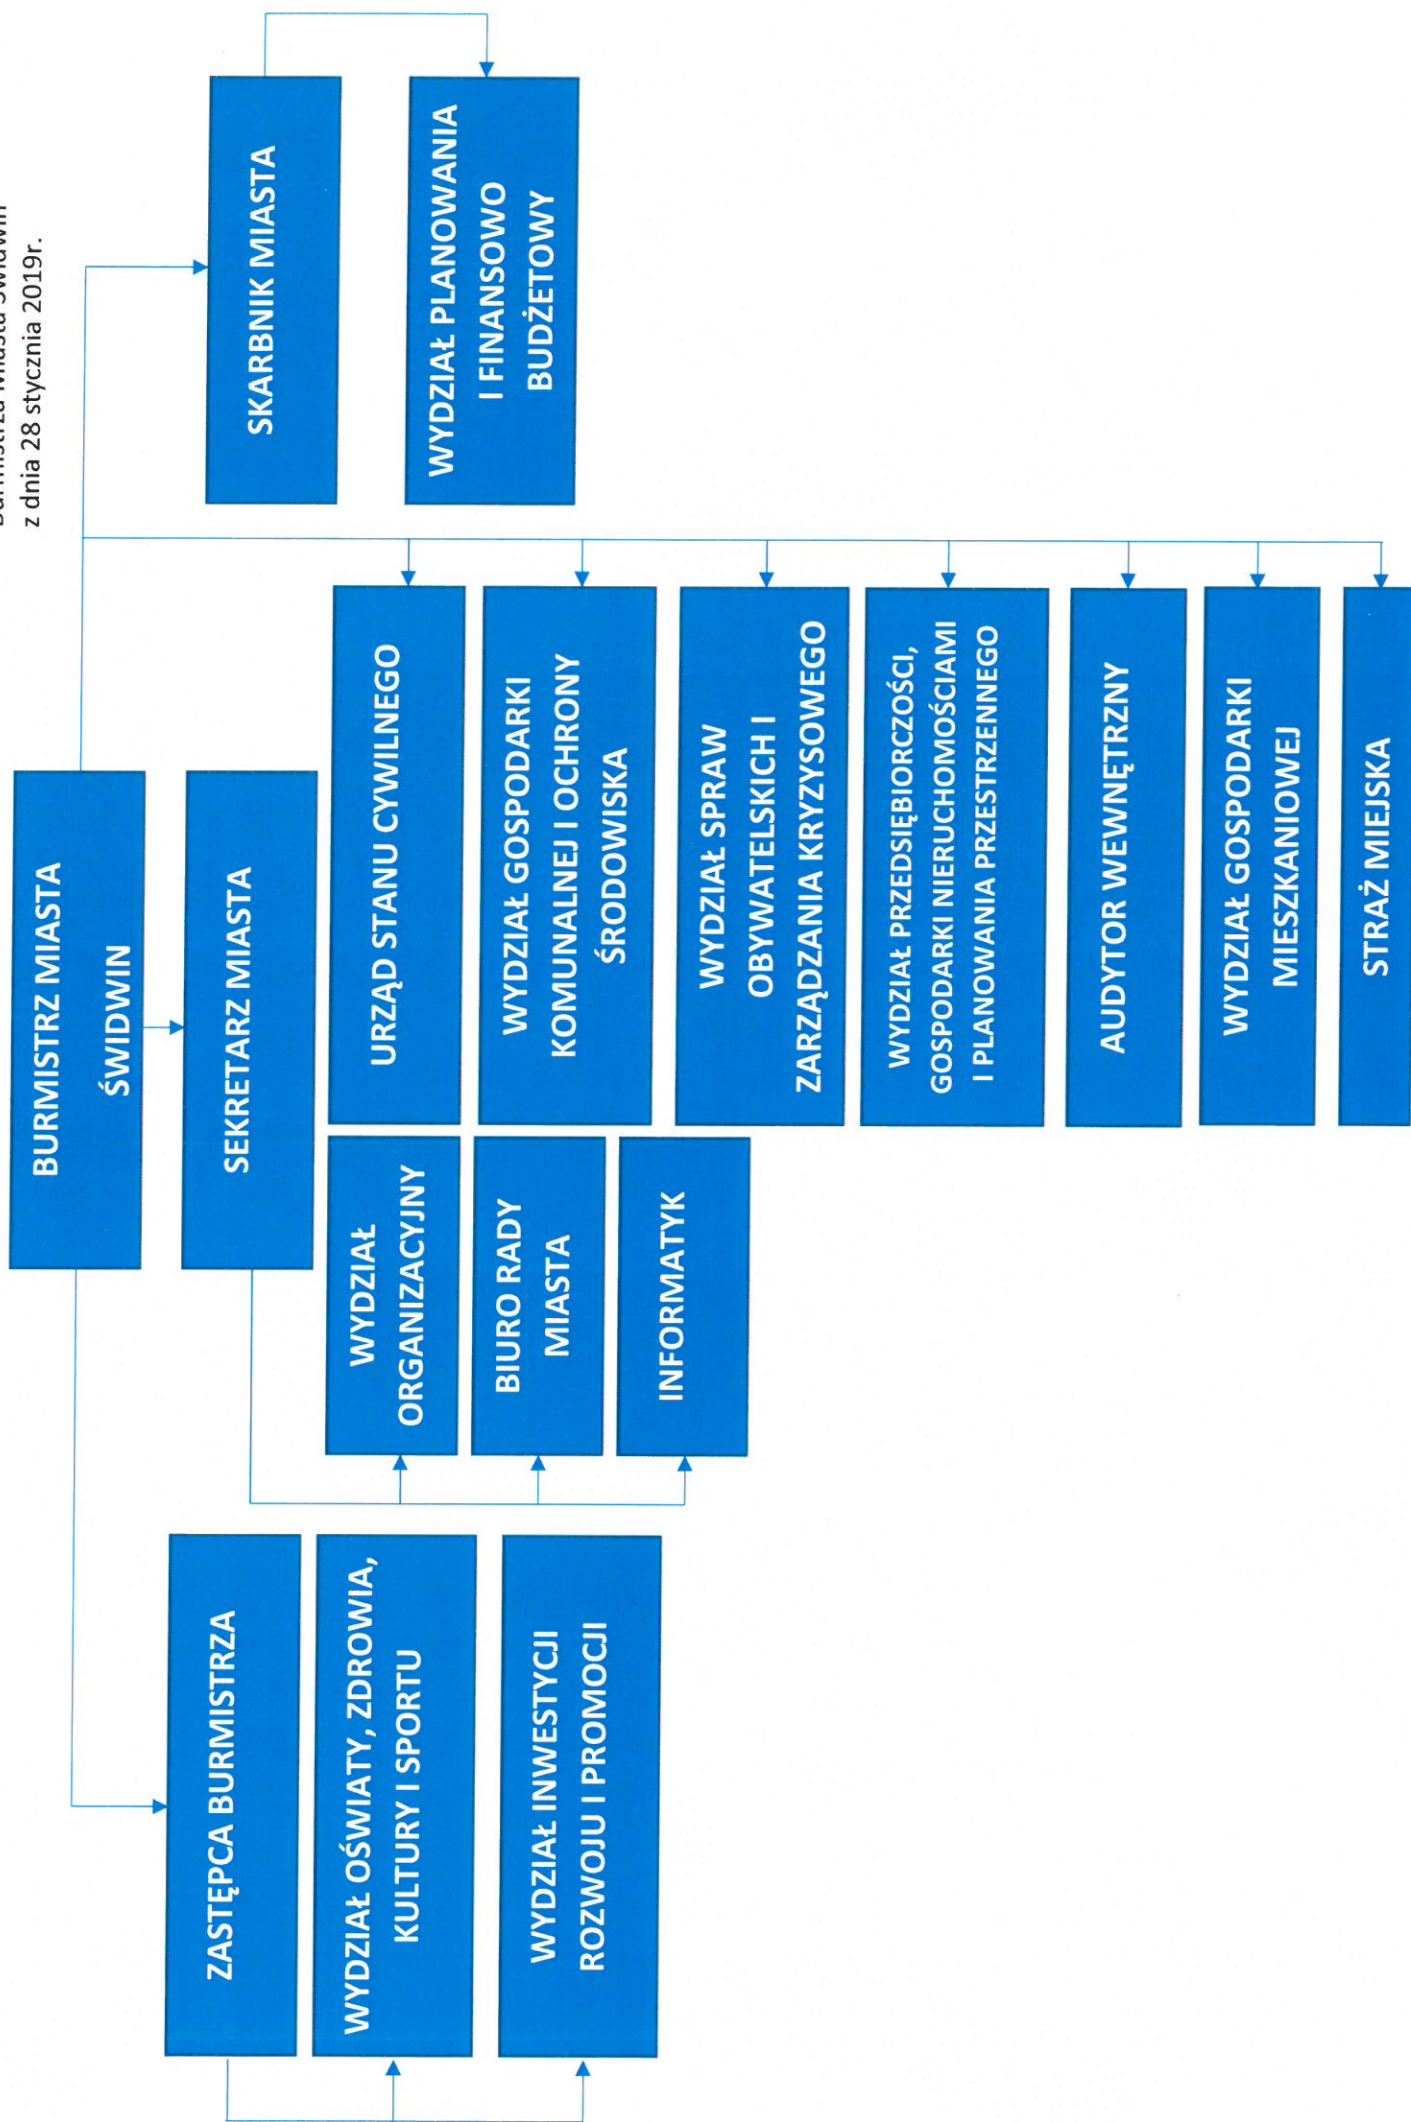 z dnia 28 stycznia 2019r.
BURMISTRZ MIASTA
ŚWIDWIN
ZASTĘPCA BURMISTRZA
WYDZIAŁ OŚWIATY, ZDROWIA,
KULTURY I SPORTU
WYDZIAŁ INWESTYCJI
ROZWOJU I PROMOCJI
SEKRETARZ MIASTA
WYDZIAŁ
ORGANIZACYJNY
BIURO RADY
MIASTA
INFORMATYK
URZĄD STANU CYWILNEGO
WYDZIAŁ GOSPODARKI
KOMUNALNEJ I OCHRONY
ŚRODOWISKA
WYDZIAŁ SPRAW
OBYWATELSKICH I
ZARZĄDZANIA KRYZYSOWEGO
WYDZIAŁ PRZEDSIĘBIORCZOŚCI,
GOSPODARKI NIERUCHOMOŚCIAMI
I PLANOWANIA PRZESTRZENNEGO
AUDYTOR WEWNĘTRZNY
WYDZIAŁ GOSPODARKI
MIESZKANIOWEJ
STRAŻ MIEJSKA
SKARBNIK MIASTA
WYDZIAŁ PLANOWANIA
I FINANSOWO
BUDŻETOWY